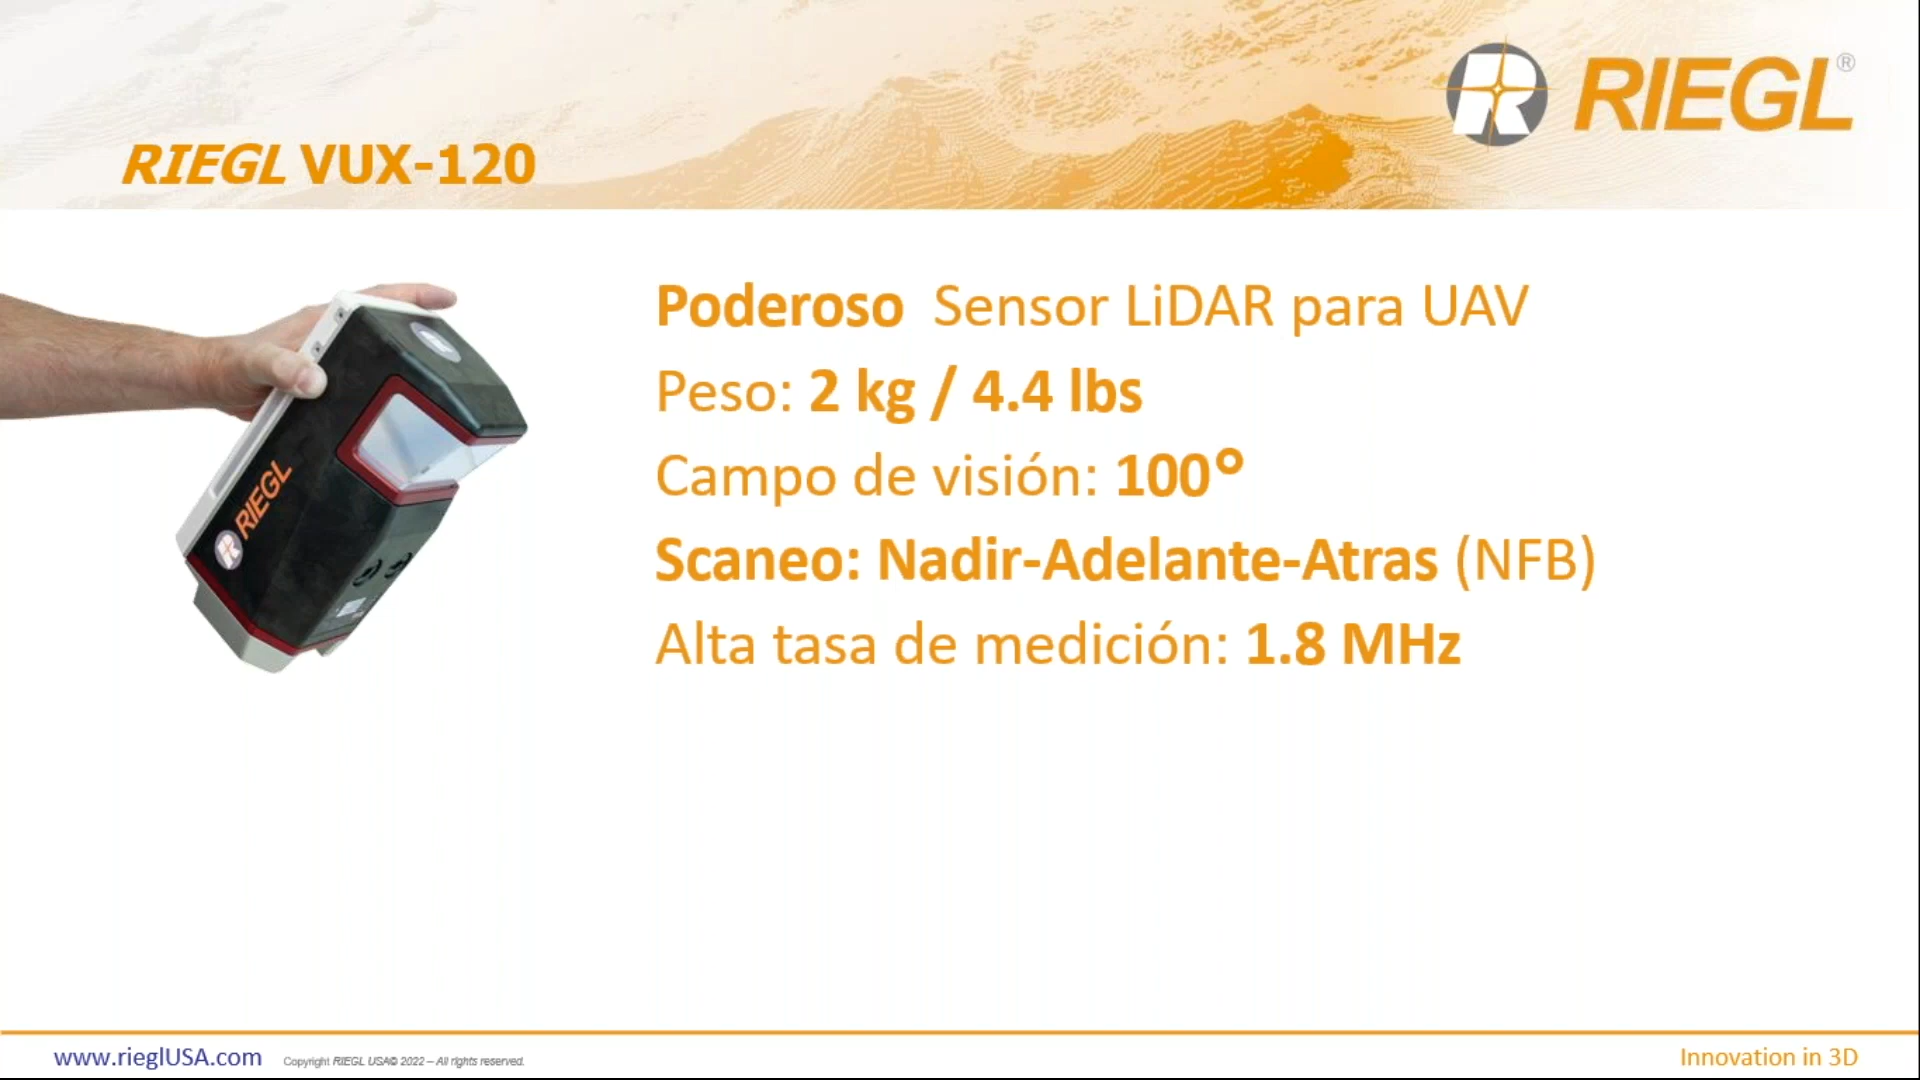 RIEGL®
RIEGL VUX-120
RIEGL
Poderoso Sensor LiDAR para UAV
Peso: 2 kg / 4.4 lbs
Campo de visión: 100°
Scaneo: Nadir-Adelante-Atras (NFB)
Alta tasa de medición: 1.8 MHz
www.rieglUSA.com
Copyright RIEGL USA© 2022 – All rights reserved.
Innovation in 3D